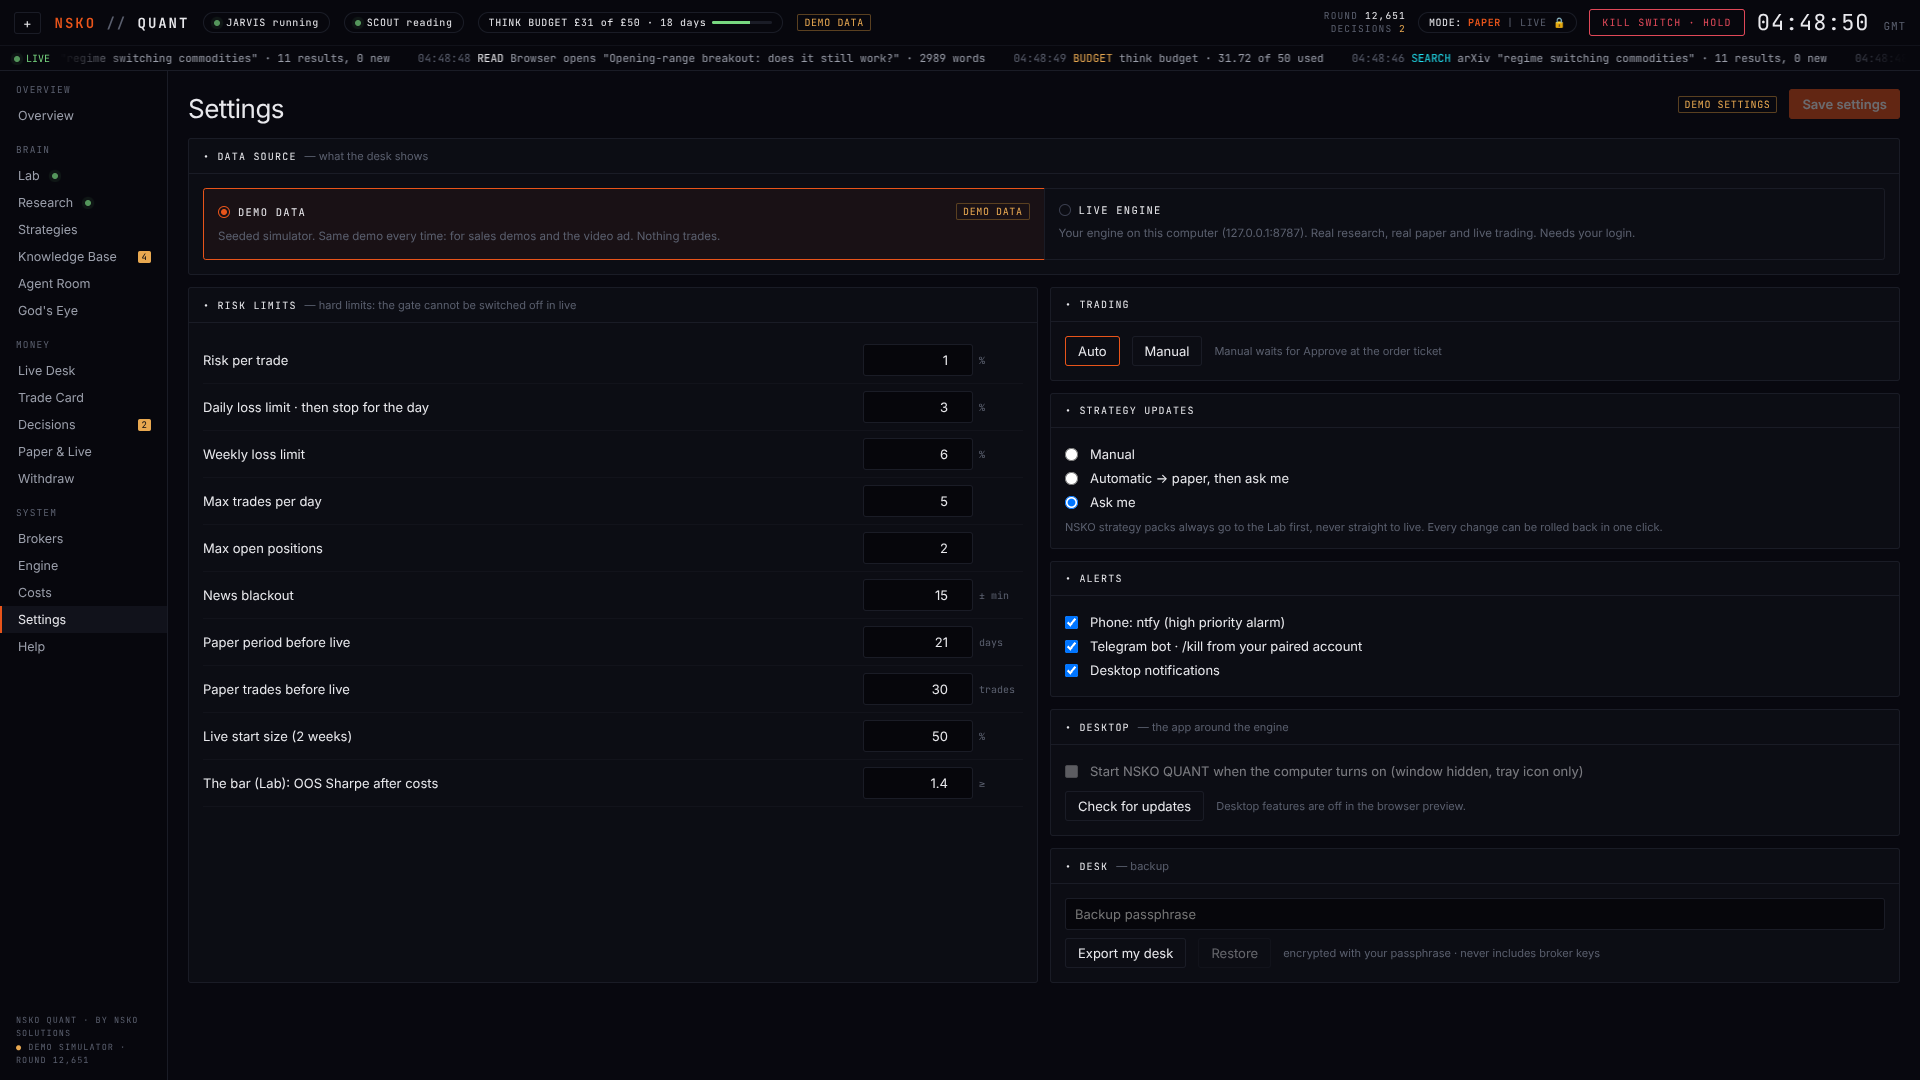 + NSKO // QUANT JARVIS running SCOUT reading THINK BUDGET £31 of £50 · 18 days DEMO DATA ROUND 12,651 DECISIONS 2 MODE: PAPER | LIVE KILL SWITCH · HOLD 04:48:50 GMT
LIVE regime switching commodities" · 11 results, 0 new 04:48:48 READ Browser opens "Opening-range breakout: does it still work?" · 2989 words 04:48:49 BUDGET think budget · 31.72 of 50 used 04:48:46 SEARCH arXiv "regime switching commodities" · 11 results, 0 new
OVERVIEW
Overview
BRAIN
Lab
Research
Strategies
Knowledge Base 4
Agent Room
God's Eye
MONEY
Live Desk
Trade Card
Decisions 2
Paper & Live
Withdraw
SYSTEM
Brokers
Engine
Costs
Settings
Help
NSKO QUANT · BY NSKO
SOLUTIONS
DEMO SIMULATOR ·
ROUND 12,651
Settings
DEMO SETTINGS Save settings
· DATA SOURCE — what the desk shows
DEMO DATA DEMO DATA
Seeded simulator. Same demo every time: for sales demos and the video ad. Nothing trades.
LIVE ENGINE
Your engine on this computer (127.0.0.1:8787). Real research, real paper and live trading. Needs your login.
· RISK LIMITS — hard limits: the gate cannot be switched off in live
Risk per trade 1 %
Daily loss limit · then stop for the day 3 %
Weekly loss limit 6 %
Max trades per day 5
Max open positions 2
News blackout 15 ± min
Paper period before live 21 days
Paper trades before live 30 trades
Live start size (2 weeks) 50 %
The bar (Lab): OOS Sharpe after costs 1.4 ≥
· TRADING
Auto Manual Manual waits for Approve at the order ticket
· STRATEGY UPDATES
Manual
Automatic → paper, then ask me
Ask me
NSKO strategy packs always go to the Lab first, never straight to live. Every change can be rolled back in one click.
· ALERTS
Phone: ntfy (high priority alarm)
Telegram bot · /kill from your paired account
Desktop notifications
· DESKTOP — the app around the engine
Start NSKO QUANT when the computer turns on (window hidden, tray icon only)
Check for updates Desktop features are off in the browser preview.
· DESK — backup
Backup passphrase
Export my desk Restore encrypted with your passphrase · never includes broker keys